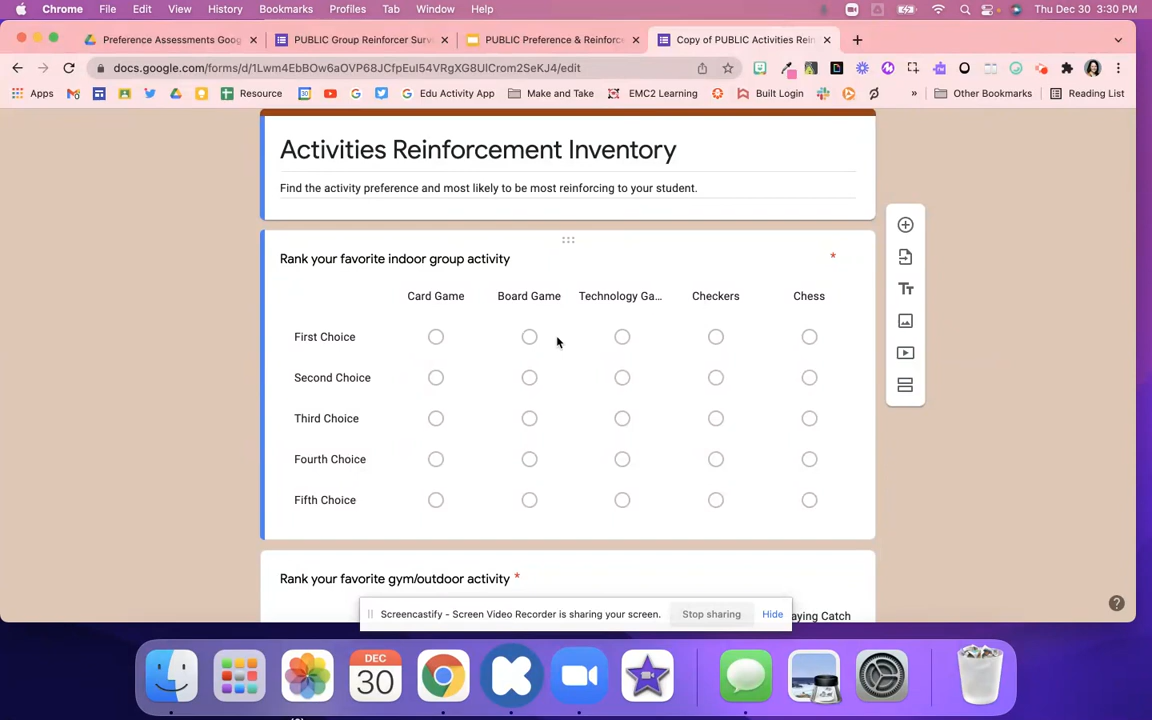 Chrome File Edit View History Bookmarks Profiles Tab Window Help Thu Dec 30 3:30 PM
Preference Assessments Goog PUBLIC Group Reinforcer Surv PUBLIC Preference & Reinforce Copy of PUBLIC Activities Rein
docs.google.com/forms/d/1Lwm4EbBOw6aOVP68JCfpEuI54VRgXG8UlCrom2SeKJ4/edit
Apps Resource Edu Activity App Make and Take EMC2 Learning Built Login » Other Bookmarks Reading List
Activities Reinforcement Inventory
Find the activity preference and most likely to be most reinforcing to your student.
Rank your favorite indoor group activity *
Card Game Board Game Technology Ga... Checkers Chess
First Choice
Second Choice
Third Choice
Fourth Choice
Fifth Choice
Rank your favorite gym/outdoor activity *
aying Catch
Screencastify - Screen Video Recorder is sharing your screen. Stop sharing Hide
DEC
30